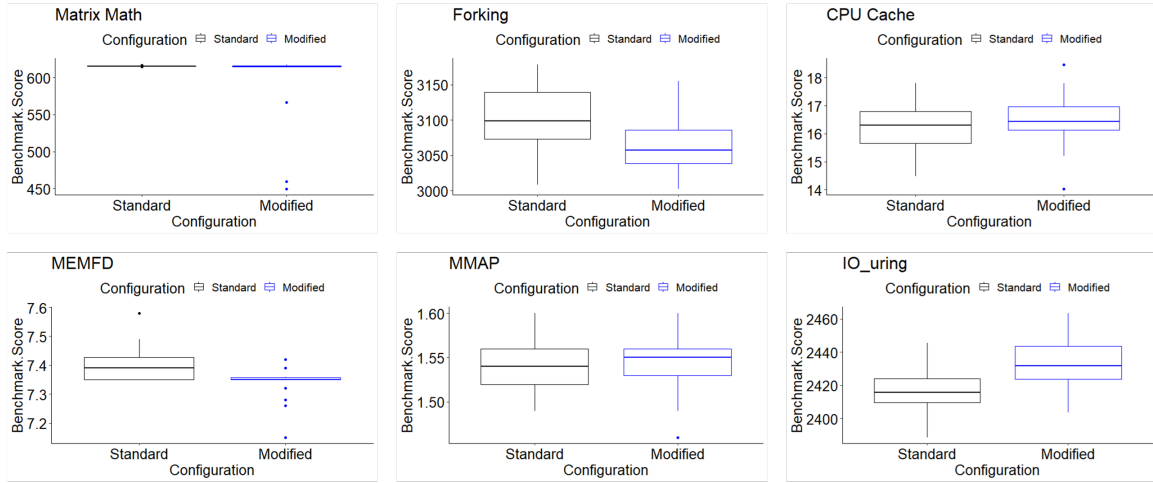 Matrix Math
Configuration Standard Modified
Benchmark.Score
600
550
500
450
Standard Modified
Configuration
Forking
Configuration Standard Modified
Benchmark.Score
3150
3100
3050
3000
Standard Modified
Configuration
CPU Cache
Configuration Standard Modified
Benchmark.Score
18
17
16
15
14
Standard Modified
Configuration
MEMFD
Configuration Standard Modified
Benchmark.Score
7.6
7.5
7.4
7.3
7.2
Standard Modified
Configuration
MMAP
Configuration Standard Modified
Benchmark.Score
1.60
1.55
1.50
Standard Modified
Configuration
IO_uring
Configuration Standard Modified
Benchmark.Score
2460
2440
2420
2400
Standard Modified
Configuration